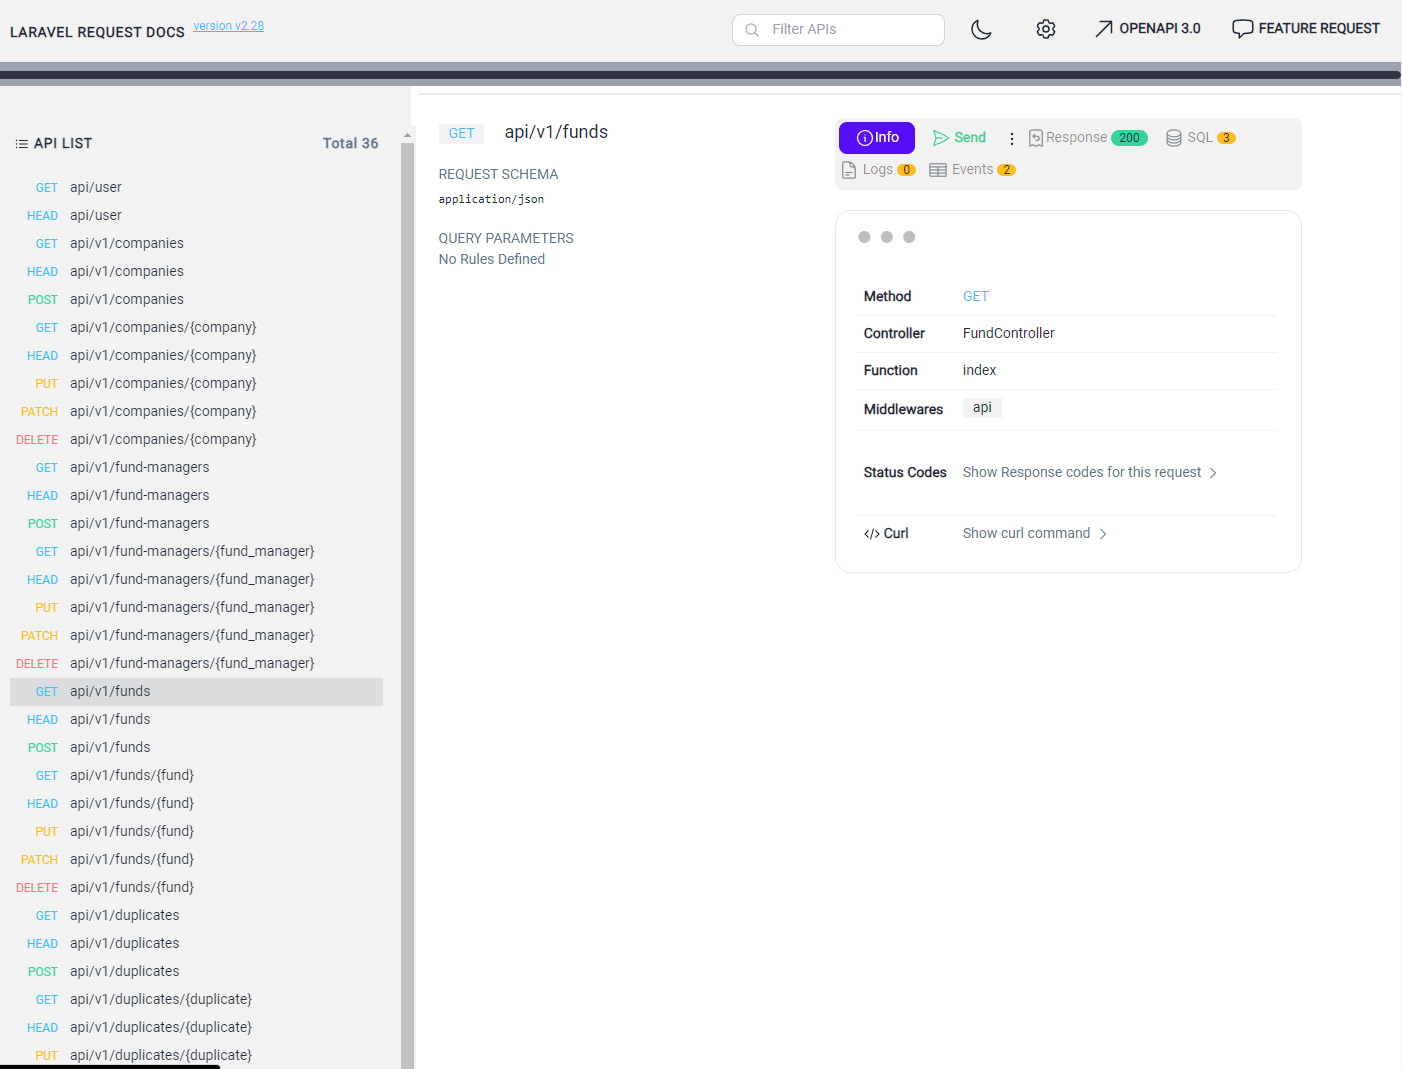 LARAVEL REQUEST DOCS version v2.28
Filter APIs
OPENAPI 3.0
FEATURE REQUEST
API LIST Total 36
GET api/user
HEAD api/user
GET api/v1/companies
HEAD api/v1/companies
POST api/v1/companies
GET api/v1/companies/{company}
HEAD api/v1/companies/{company}
PUT api/v1/companies/{company}
PATCH api/v1/companies/{company}
DELETE api/v1/companies/{company}
GET api/v1/fund-managers
HEAD api/v1/fund-managers
POST api/v1/fund-managers
GET api/v1/fund-managers/{fund_manager}
HEAD api/v1/fund-managers/{fund_manager}
PUT api/v1/fund-managers/{fund_manager}
PATCH api/v1/fund-managers/{fund_manager}
DELETE api/v1/fund-managers/{fund_manager}
GET api/v1/funds
HEAD api/v1/funds
POST api/v1/funds
GET api/v1/funds/{fund}
HEAD api/v1/funds/{fund}
PUT api/v1/funds/{fund}
PATCH api/v1/funds/{fund}
DELETE api/v1/funds/{fund}
GET api/v1/duplicates
HEAD api/v1/duplicates
POST api/v1/duplicates
GET api/v1/duplicates/{duplicate}
HEAD api/v1/duplicates/{duplicate}
PUT api/v1/duplicates/{duplicate}
GET api/v1/funds
REQUEST SCHEMA
application/json
QUERY PARAMETERS
No Rules Defined
Info Send Response 200 SQL 3
Logs 0 Events 2
Method GET
Controller FundController
Function index
Middlewares api
Status Codes Show Response codes for this request
</> Curl Show curl command